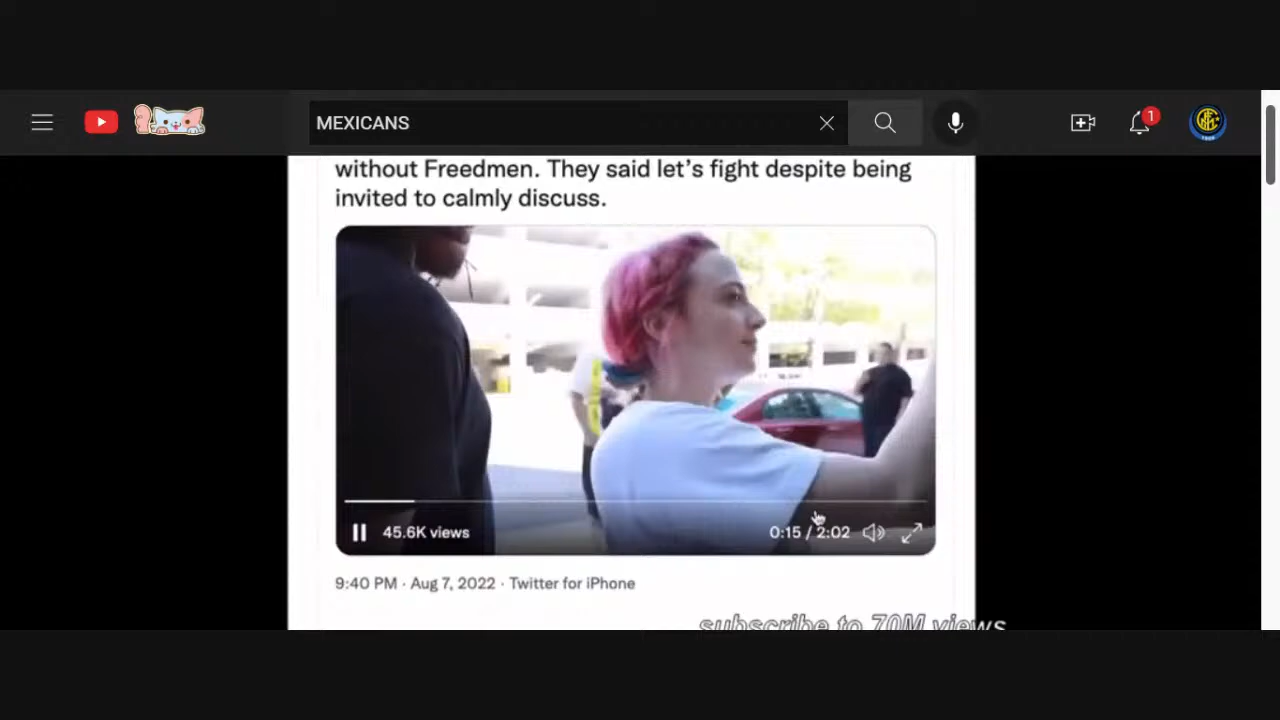 MEXICANS
1
without Freedmen. They said let's fight despite being
invited to calmly discuss.
45.6K views
0:15 / 2:02
9:40 PM · Aug 7, 2022 · Twitter for iPhone
subscribe to 70M views